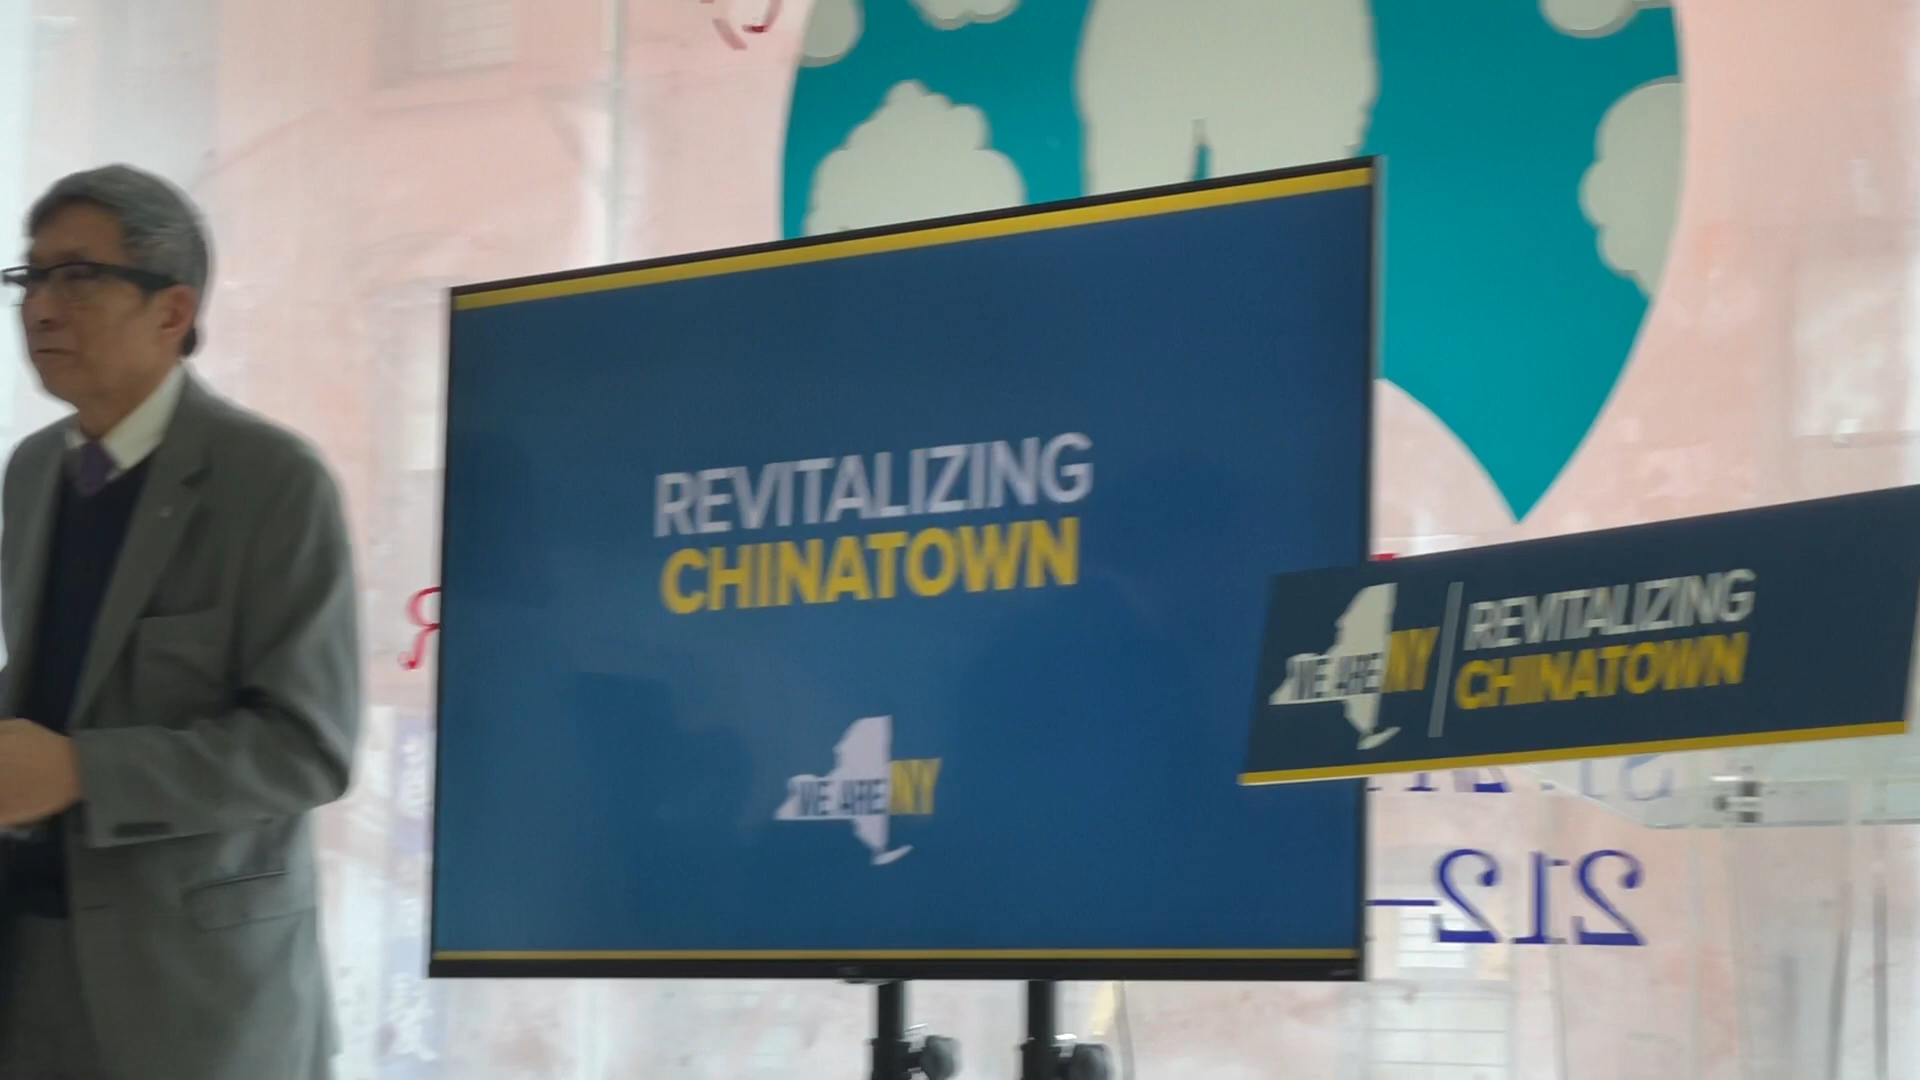 REVITALIZING
CHINATOWN
WE ARE NY
WE ARE NY
REVITALIZING
CHINATOWN
212